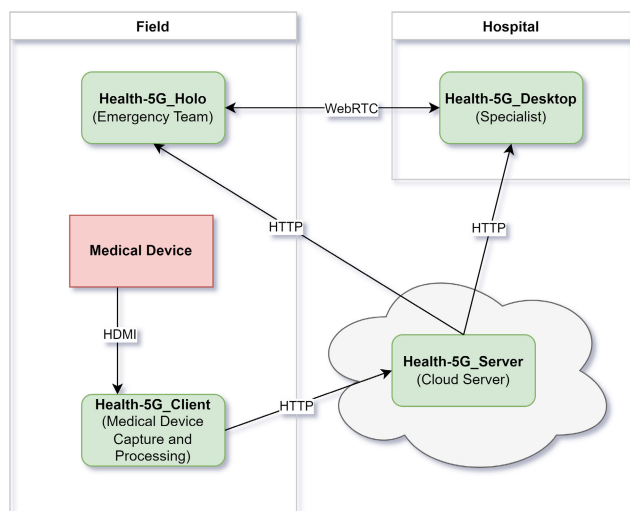 Field
Hospital
Health-5G_Holo
(Emergency Team)
WebRTC
Health-5G_Desktop
(Specialist)
HTTP
HTTP
Medical Device
HDMI
Health-5G_Server
(Cloud Server)
Health-5G_Client
(Medical Device
Capture and
Processing)
HTTP